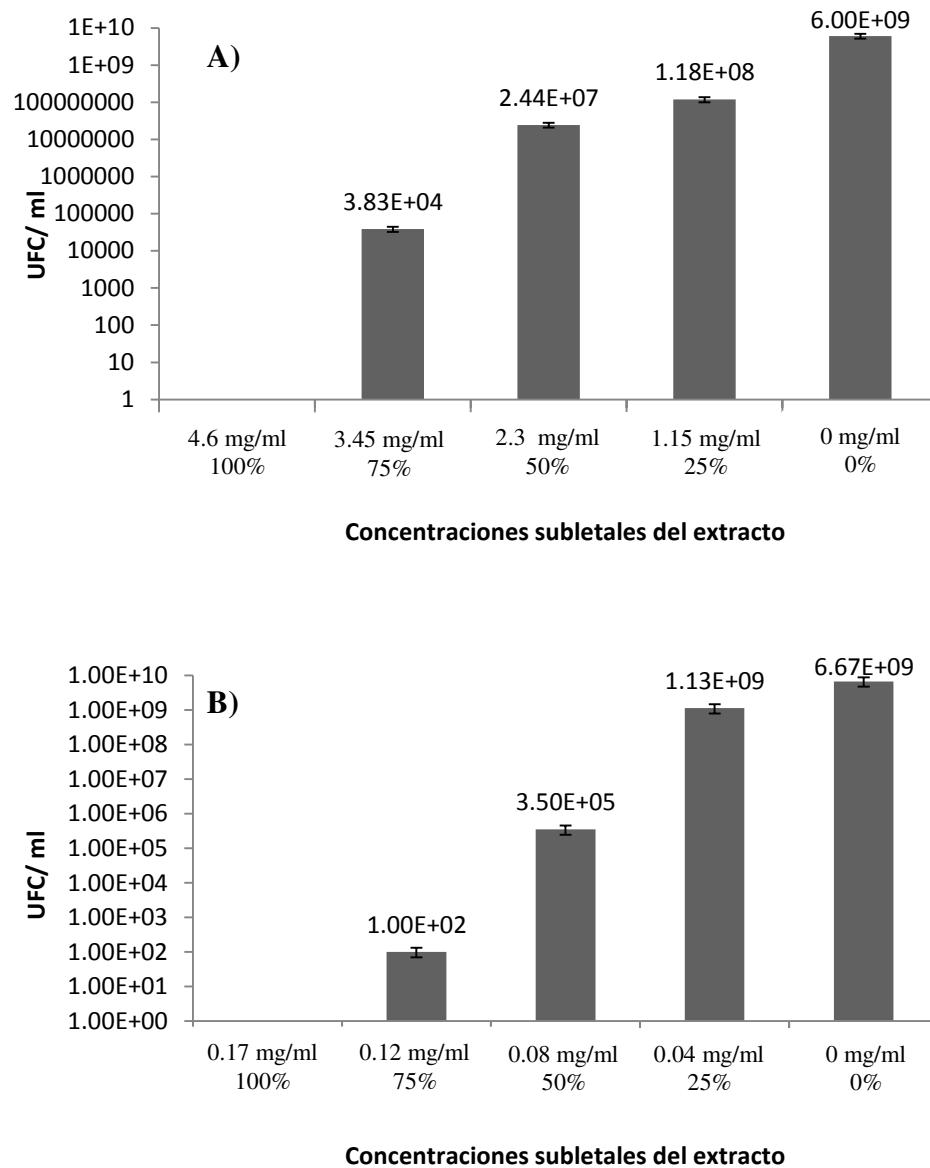 A)
1E+10
1E+09
100000000
10000000
1000000
100000
10000
1000
100
10
1
UFC/ ml
3.83E+04
2.44E+07
1.18E+08
6.00E+09
4.6 mg/ml 3.45 mg/ml 2.3 mg/ml 1.15 mg/ml 0 mg/ml
100% 75% 50% 25% 0%
Concentraciones subletales del extracto
B)
1.00E+10
1.00E+09
1.00E+08
1.00E+07
1.00E+06
1.00E+05
1.00E+04
1.00E+03
1.00E+02
1.00E+01
1.00E+00
UFC/ ml
1.00E+02
3.50E+05
1.13E+09
6.67E+09
0.17 mg/ml 0.12 mg/ml 0.08 mg/ml 0.04 mg/ml 0 mg/ml
100% 75% 50% 25% 0%
Concentraciones subletales del extracto